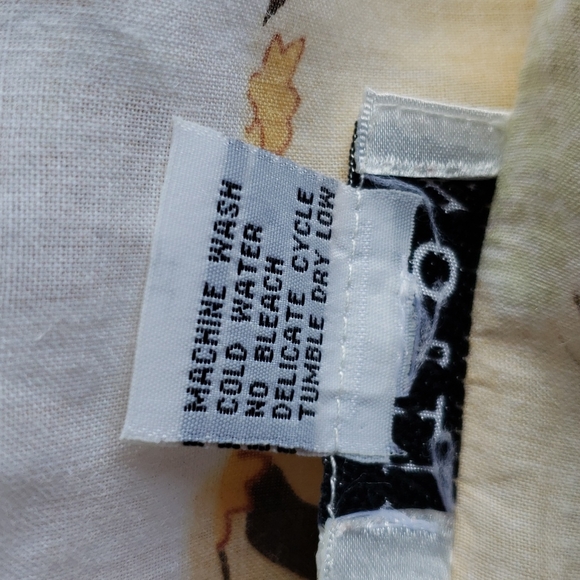 MACHINE WASH
COLD WATER
NO BLEACH
DELICATE CYCLE
TUMBLE DRY LOW